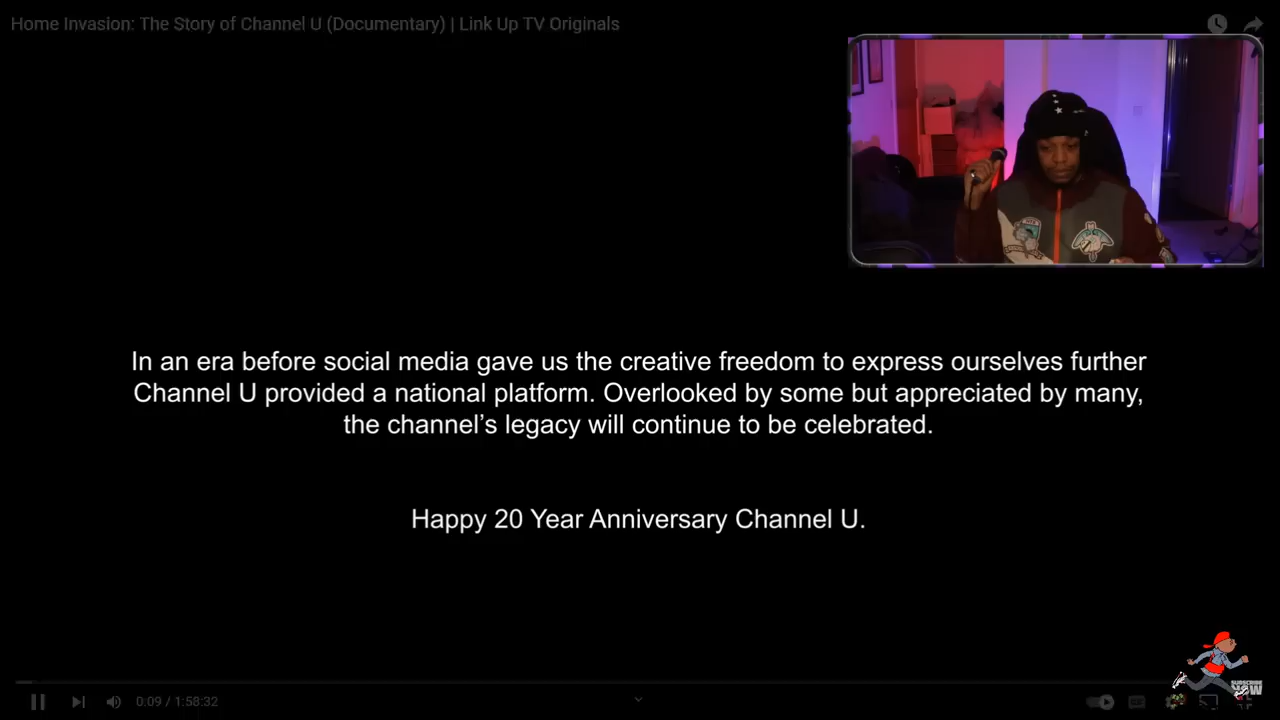 Home Invasion: The Story of Channel U (Documentary) | Link Up TV Originals
In an era before social media gave us the creative freedom to express ourselves further
Channel U provided a national platform. Overlooked by some but appreciated by many,
the channel’s legacy will continue to be celebrated.
Happy 20 Year Anniversary Channel U.
SUBSCRIBE
NOW
0:09 / 1:58:32